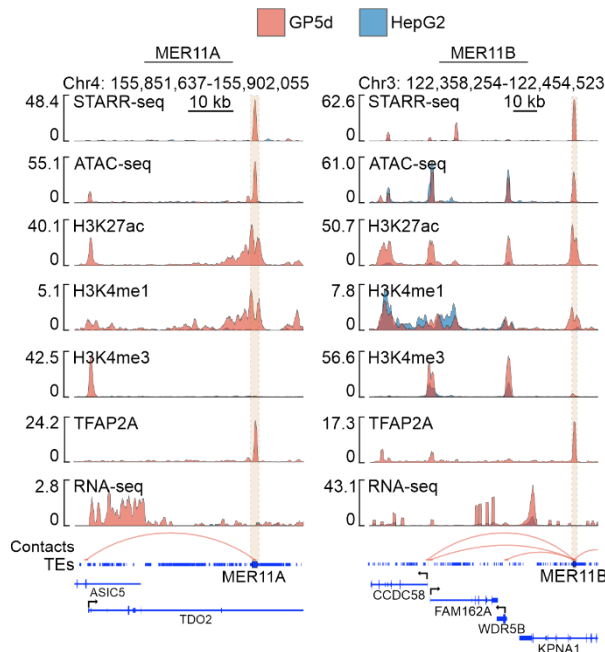 GP5d HepG2
MER11A
Chr4: 155,851,637-155,902,055
48.4
STARR-seq
10 kb
0
55.1
ATAC-seq
0
40.1
H3K27ac
0
5.1
H3K4me1
0
42.5
H3K4me3
0
24.2
TFAP2A
0
2.8
RNA-seq
0
Contacts
TEs
MER11A
ASIC5
TDO2
MER11B
Chr3: 122,358,254-122,454,523
62.6
STARR-seq
10 kb
0
61.0
ATAC-seq
0
50.7
H3K27ac
0
7.8
H3K4me1
0
56.6
H3K4me3
0
17.3
TFAP2A
0
43.1
RNA-seq
0
MER11B
CCDC58
FAM162A
WDR5B
KPNA1